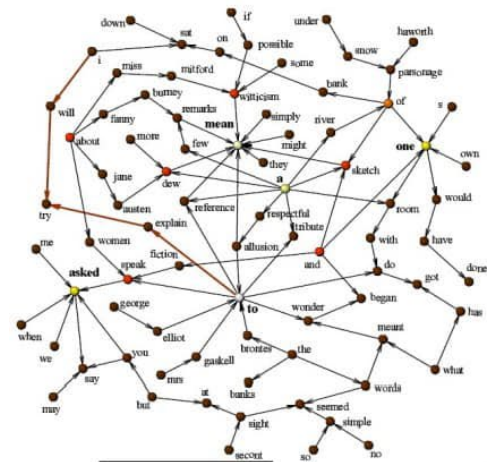 down
if
under
haworth
sat
on
possible
snow
i
miss
mitford
some
parsonage
witticism
bank
of
will
burney
remarks
simply
river
s
about
fanny
mean
might
one
more
few
they
own
jane
dew
a
sketch
would
austen
reference
respectful
room
try
explain
tribute
women
allusion
with
have
me
fiction
and
speak
do
got
done
asked
to
george
wonder
began
has
when
elliot
meant
we
gaskell
brontes
the
you
mrs
what
say
banks
words
may
but
at
seemed
sight
simple
secont
so
no